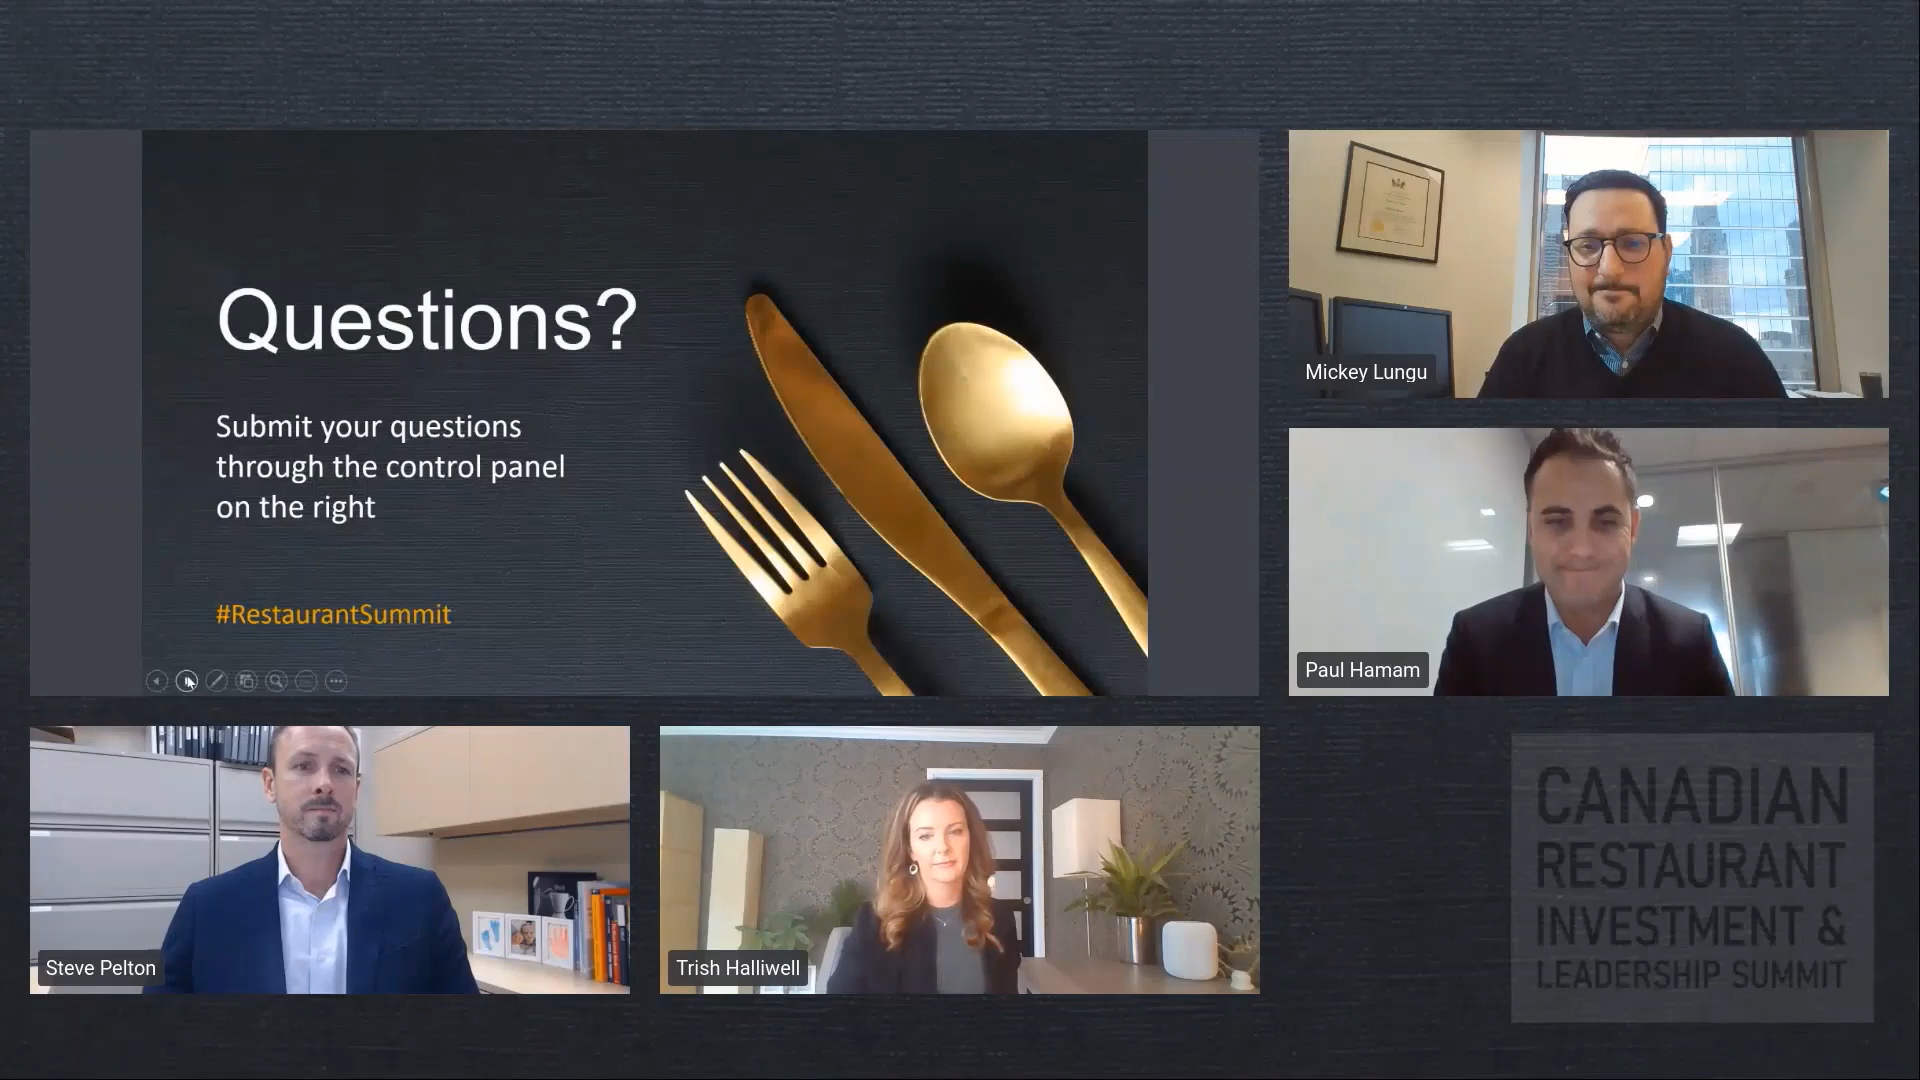 Questions?
Submit your questions
through the control panel
on the right
#RestaurantSummit
Mickey Lungu
Paul Hamam
Steve Pelton
Trish Halliwell
CANADIAN
RESTAURANT
INVESTMENT &
LEADERSHIP SUMMIT